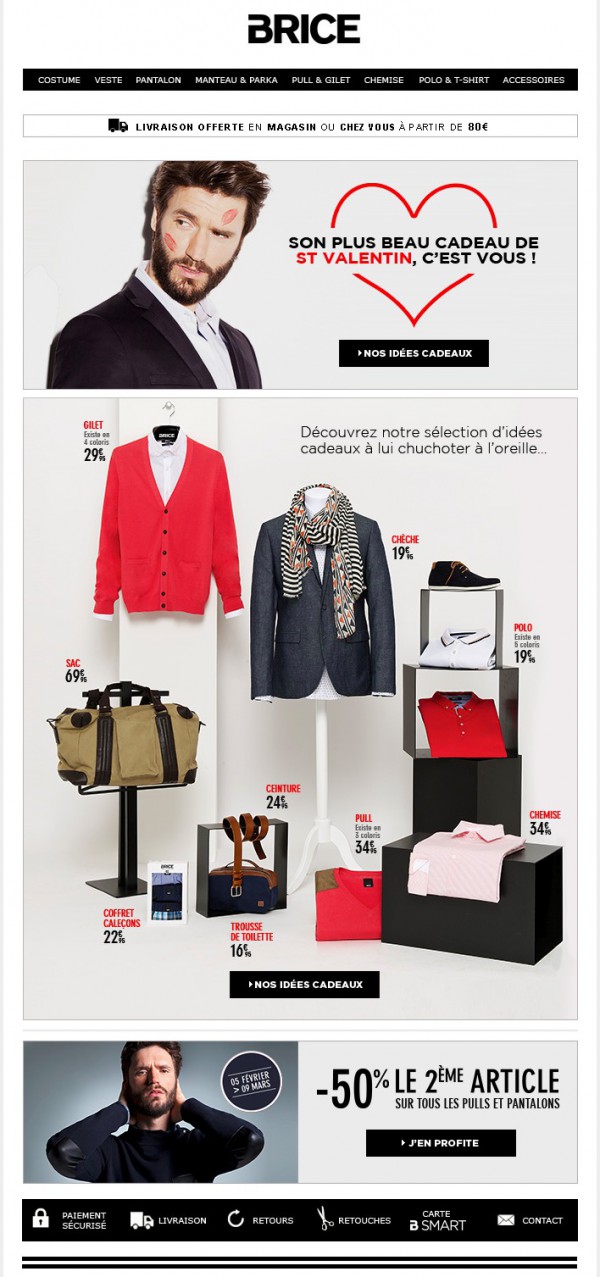 BRICE
COSTUME VESTE PANTALON MANTEAU & PARKA PULL & GILET CHEMISE POLO & T-SHIRT ACCESSOIRES
LIVRAISON OFFERTE EN MAGASIN OU CHEZ VOUS À PARTIR DE 80€
SON PLUS BEAU CADEAU DE
ST VALENTIN, C'EST VOUS !
NOS IDÉES CADEAUX
Découvrez notre sélection d'idées
cadeaux à lui chuchoter à l'oreille...
GILET
Existe en
4 coloris
29€95
BRICE
CHÈCHE
19€95
POLO
Existe en
5 coloris
19€95
SAC
69€95
CEINTURE
24€95
PULL
Existe en
3 coloris
34€95
CHEMISE
34€95
BRICE
COFFRET
CALEÇONS
22€95
TROUSSE
DE TOILETTE
16€95
NOS IDÉES CADEAUX
05 FÉVRIER
> 09 MARS
-50% LE 2ÈME ARTICLE
SUR TOUS LES PULLS ET PANTALONS
J'EN PROFITE
PAIEMENT
SÉCURISÉ
LIVRAISON
RETOURS
RETOUCHES
CARTE
B SMART
CONTACT